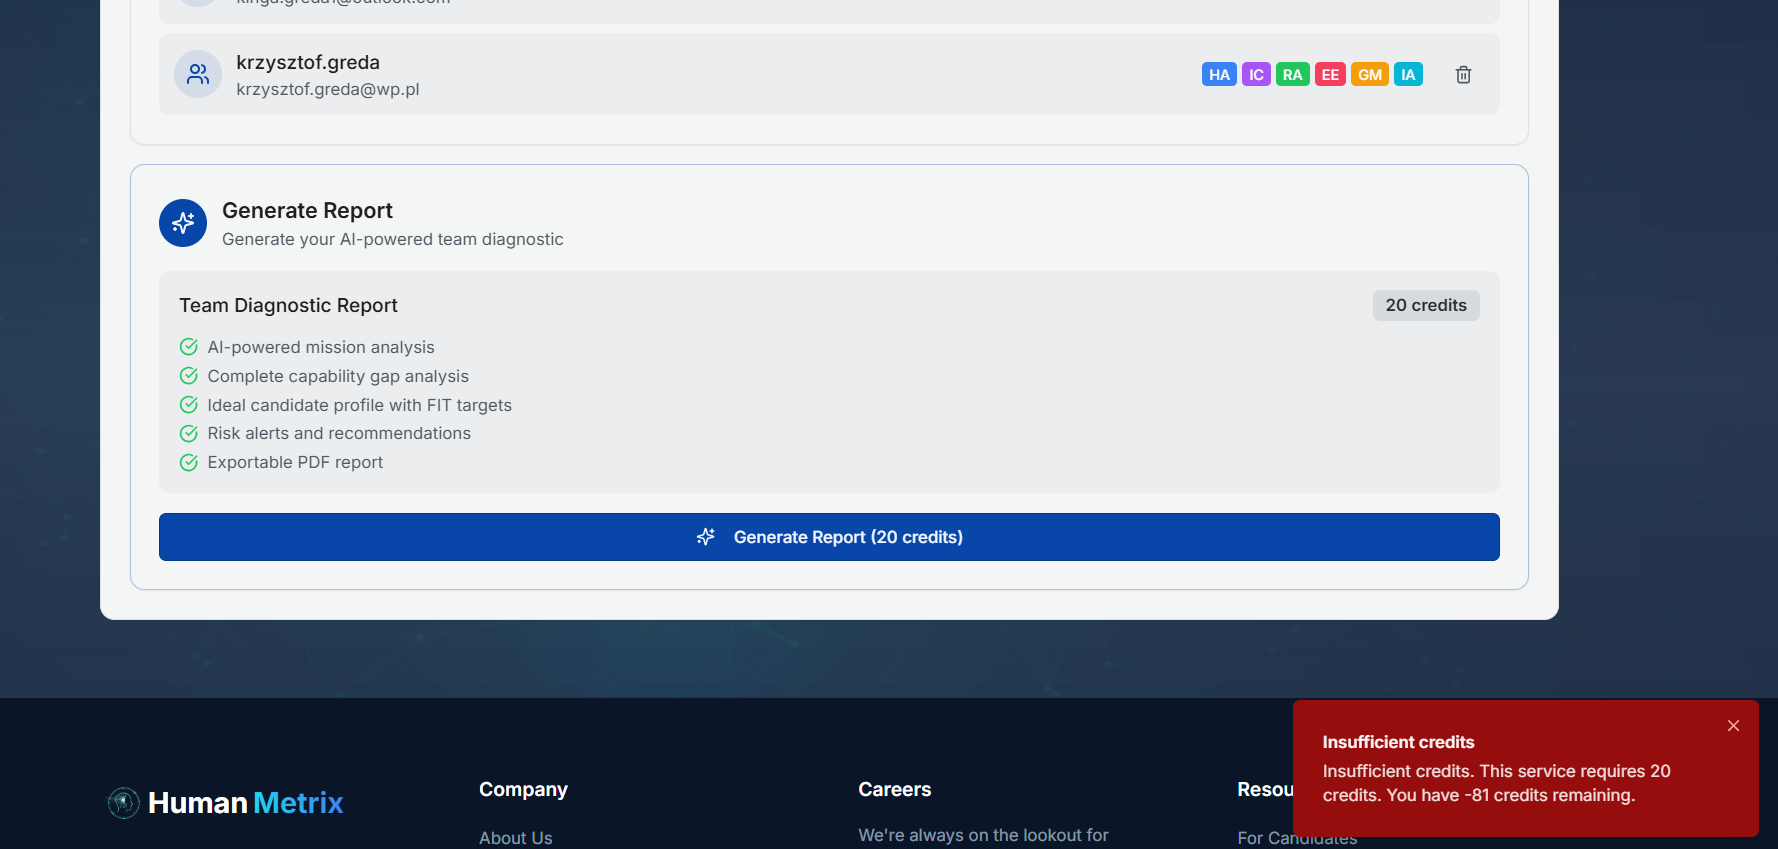 krzysztof.greda
krzysztof.greda@wp.pl
HA IC RA EE GM IA
Generate Report
Generate your AI-powered team diagnostic
Team Diagnostic Report
20 credits
AI-powered mission analysis
Complete capability gap analysis
Ideal candidate profile with FIT targets
Risk alerts and recommendations
Exportable PDF report
Generate Report (20 credits)
Insufficient credits
Insufficient credits. This service requires 20
credits. You have -81 credits remaining.
Human Metrix
Company
About Us
Careers
We're always on the lookout for
Resou
For Candidates